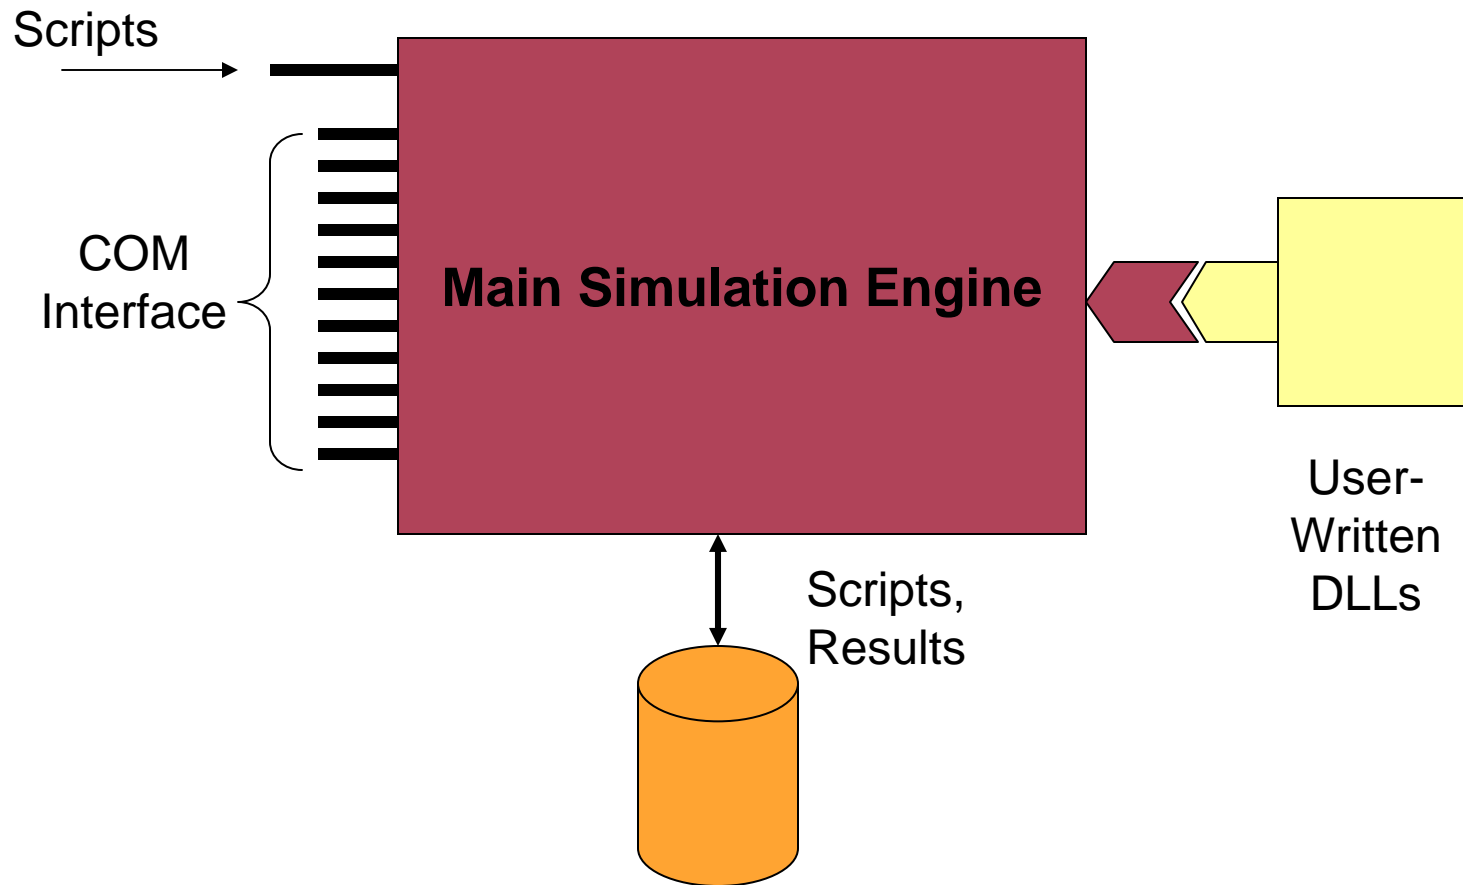 Scripts
COM
Interface
Main Simulation Engine
User-
Written
DLLs
Scripts,
Results